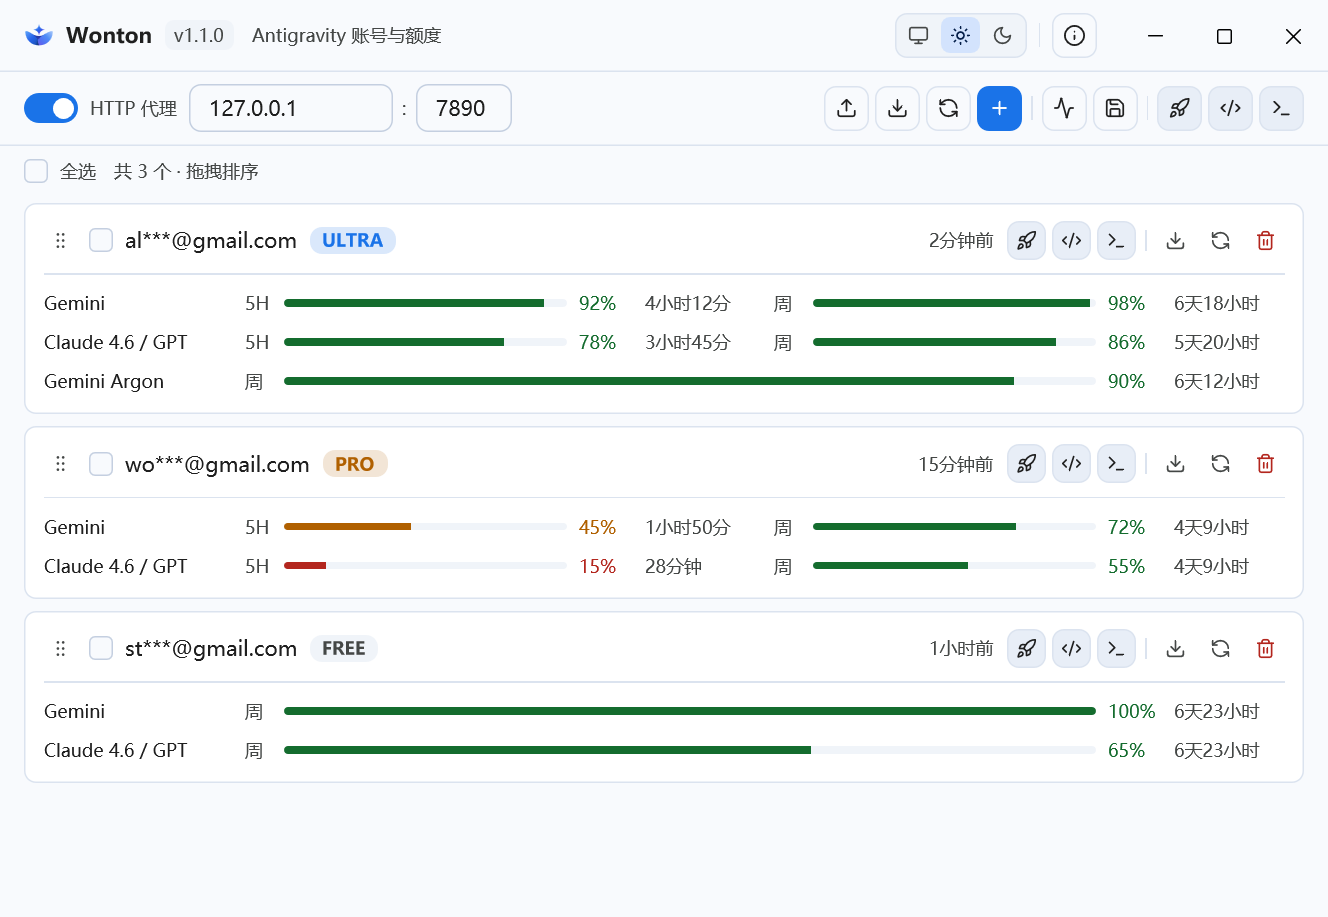 Wonton v1.1.0 Antigravity 账号与额度
HTTP 代理 127.0.0.1 : 7890
全选 共 3 个 · 拖拽排序
al***@gmail.com ULTRA 2分钟前
Gemini 5H 92% 4小时12分 周 98% 6天18小时
Claude 4.6 / GPT 5H 78% 3小时45分 周 86% 5天20小时
Gemini Argon 周 90% 6天12小时
wo***@gmail.com PRO 15分钟前
Gemini 5H 45% 1小时50分 周 72% 4天9小时
Claude 4.6 / GPT 5H 15% 28分钟 周 55% 4天9小时
st***@gmail.com FREE 1小时前
Gemini 周 100% 6天23小时
Claude 4.6 / GPT 周 65% 6天23小时